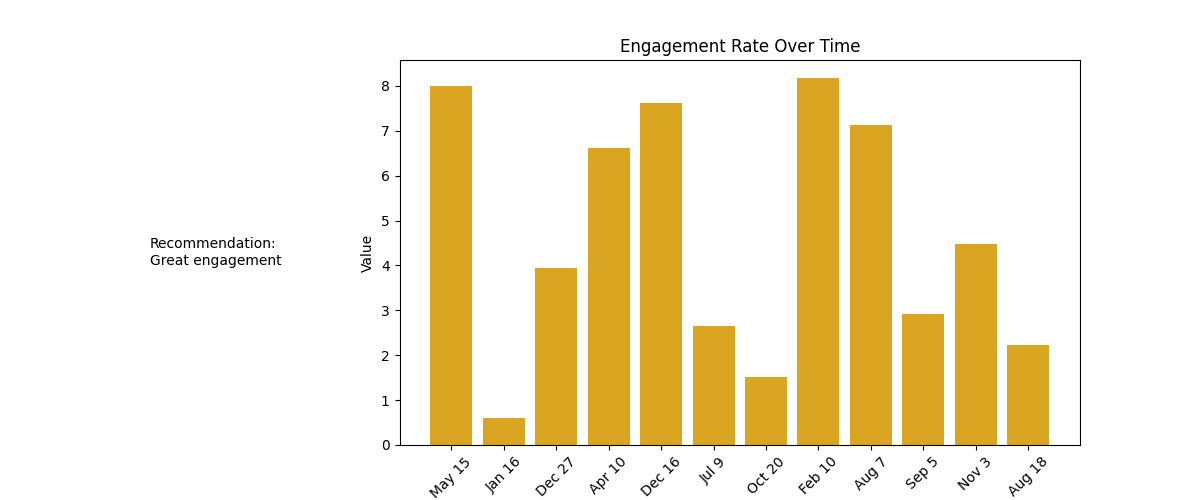 Engagement Rate Over Time
Recommendation:
Great engagement
Value
8
7
6
5
4
3
2
1
0
May 15
Jan 16
Dec 27
Apr 10
Dec 16
Jul 9
Oct 20
Feb 10
Aug 7
Sep 5
Nov 3
Aug 18